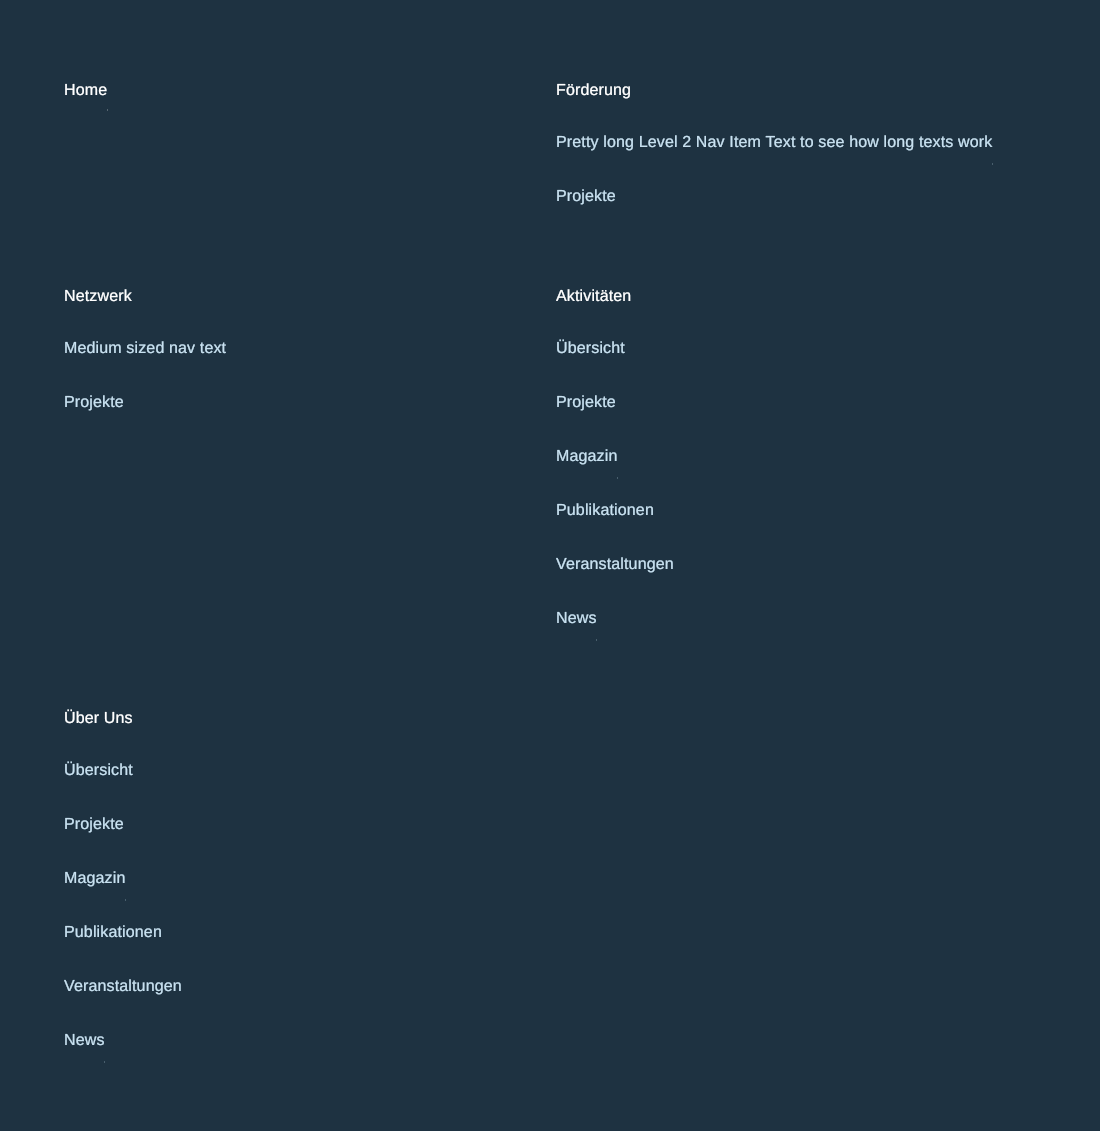 Home
Förderung
Pretty long Level 2 Nav Item Text to see how long texts work
Projekte
Netzwerk
Medium sized nav text
Projekte
Aktivitäten
Übersicht
Projekte
Magazin
Publikationen
Veranstaltungen
News
Über Uns
Übersicht
Projekte
Magazin
Publikationen
Veranstaltungen
News